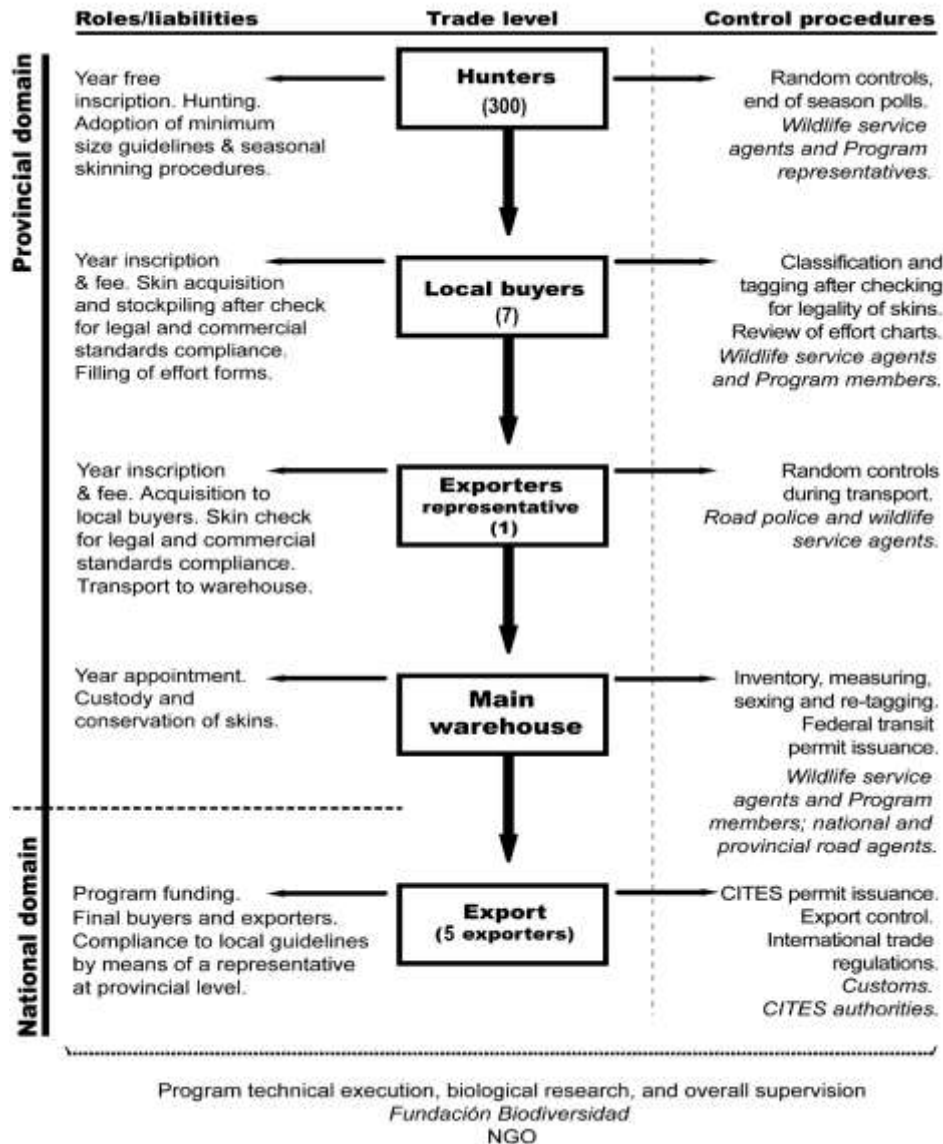 Roles/liabilities
Trade level
Control procedures
Provincial domain
Year free
inscription. Hunting.
Adoption of minimum
size guidelines & seasonal
skinning procedures.
Hunters
(300)
Random controls,
end of season polls.
Wildlife service
agents and Program
representatives.
Year inscription
& fee. Skin acquisition
and stockpiling after check
for legal and commercial
standards compliance.
Filling of effort forms.
Local buyers
(7)
Classification and
tagging after checking
for legality of skins.
Review of effort charts.
Wildlife service agents
and Program members.
Year inscription
& fee. Acquisition to
local buyers. Skin check
for legal and commercial
standards compliance.
Transport to warehouse.
Exporters
representative
(1)
Random controls
during transport.
Road police and wildlife
service agents.
Year appointment.
Custody and
conservation of skins.
Main
warehouse
Inventory, measuring,
sexing and re-tagging.
Federal transit
permit issuance.
Wildlife service
agents and Program
members; national and
provincial road agents.
National domain
Program funding.
Final buyers and exporters.
Compliance to local guidelines
by means of a representative
at provincial level.
Export
(5 exporters)
CITES permit issuance.
Export control.
International trade
regulations.
Customs.
CITES authorities.
Program technical execution, biological research, and overall supervision
Fundación Biodiversidad
NGO